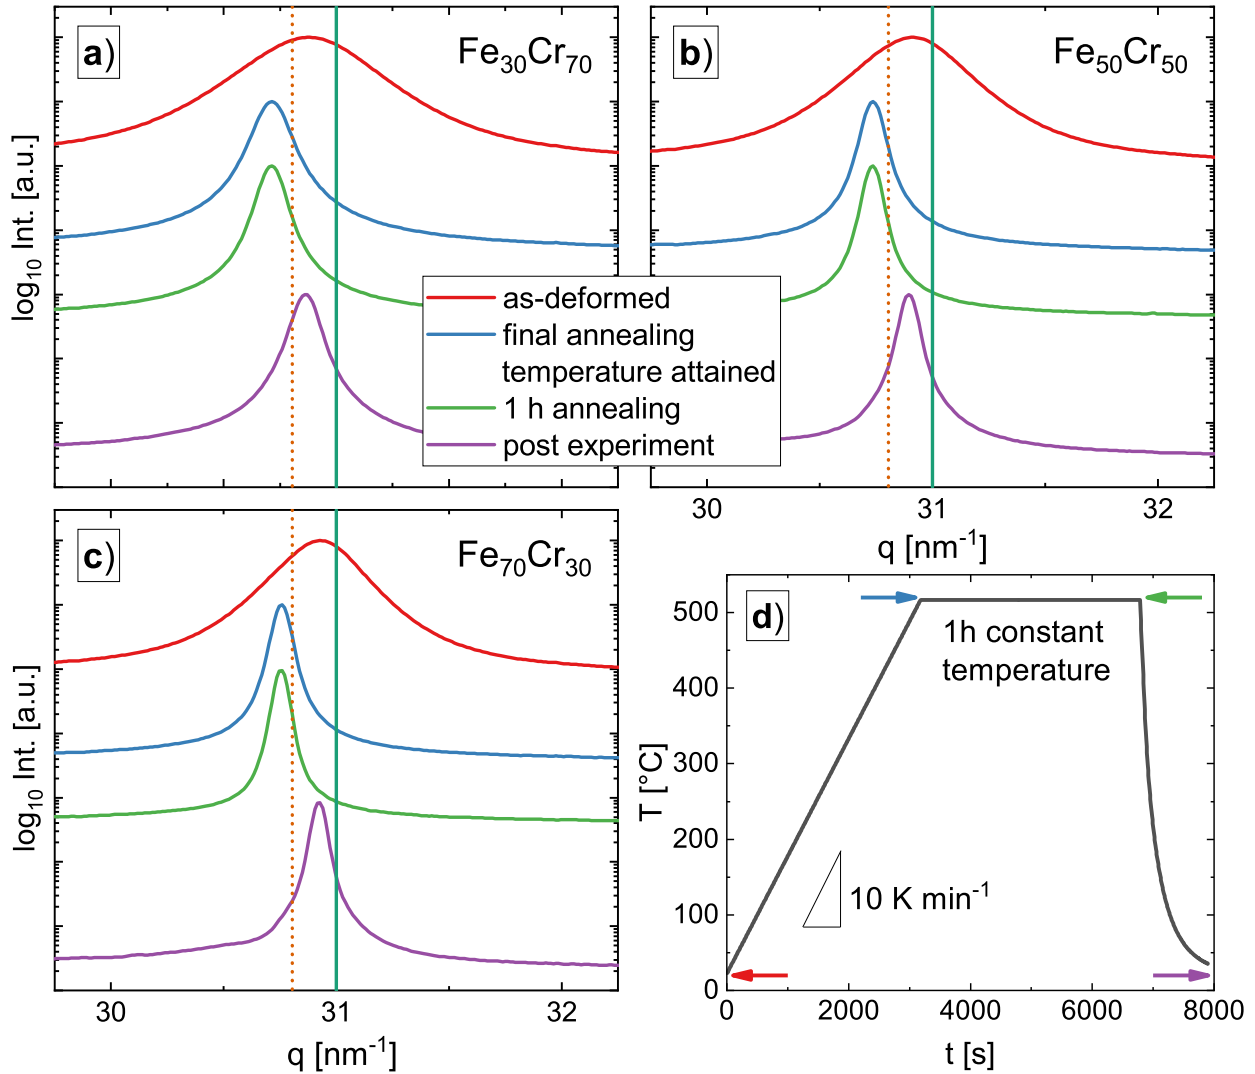 a)
Fe30Cr70
b)
Fe50Cr50
log10 Int. [a.u.]
as-deformed
final annealing
temperature attained
1 h annealing
post experiment
30
31
32
q [nm-1]
c)
Fe70Cr30
log10 Int. [a.u.]
30
31
32
q [nm-1]
d)
1h constant
temperature
10 K min-1
T [°C]
500
400
300
200
100
0
0
2000
4000
6000
8000
t [s]